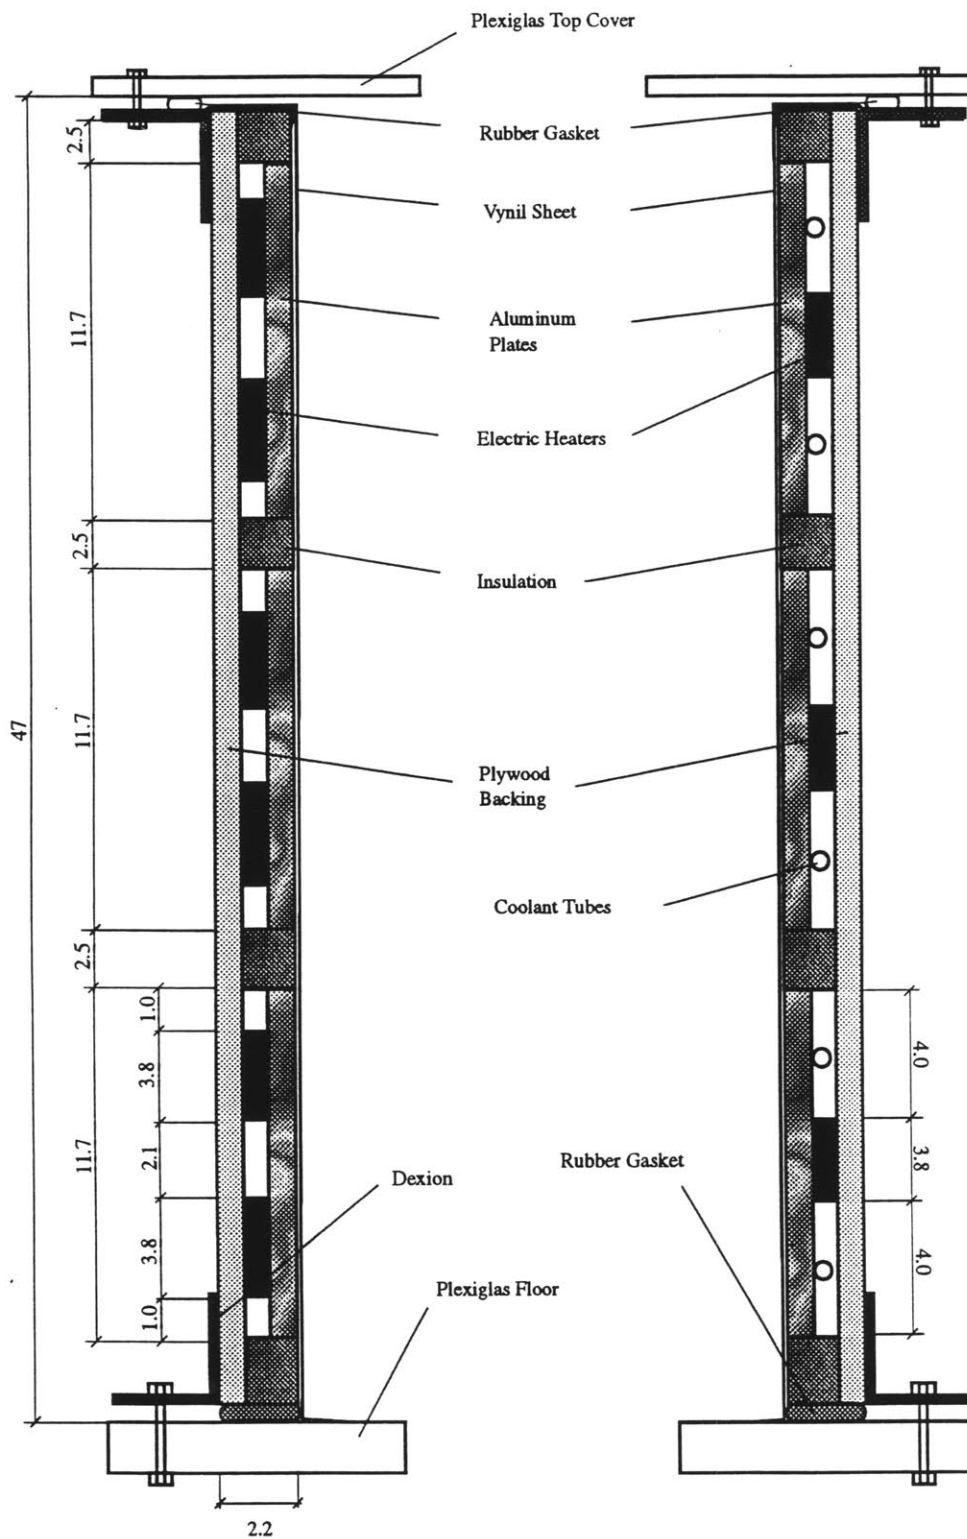 Plexiglas Top Cover
Rubber Gasket
2.5
Vynil Sheet
11.7
Aluminum
Plates
Electric Heaters
2.5
Insulation
47
11.7
Plywood
Backing
Coolant Tubes
2.5
1.0
4.0
3.8
11.7
2.1
3.8
Rubber Gasket
Dexion
3.8
4.0
Plexiglas Floor
1.0
2.2